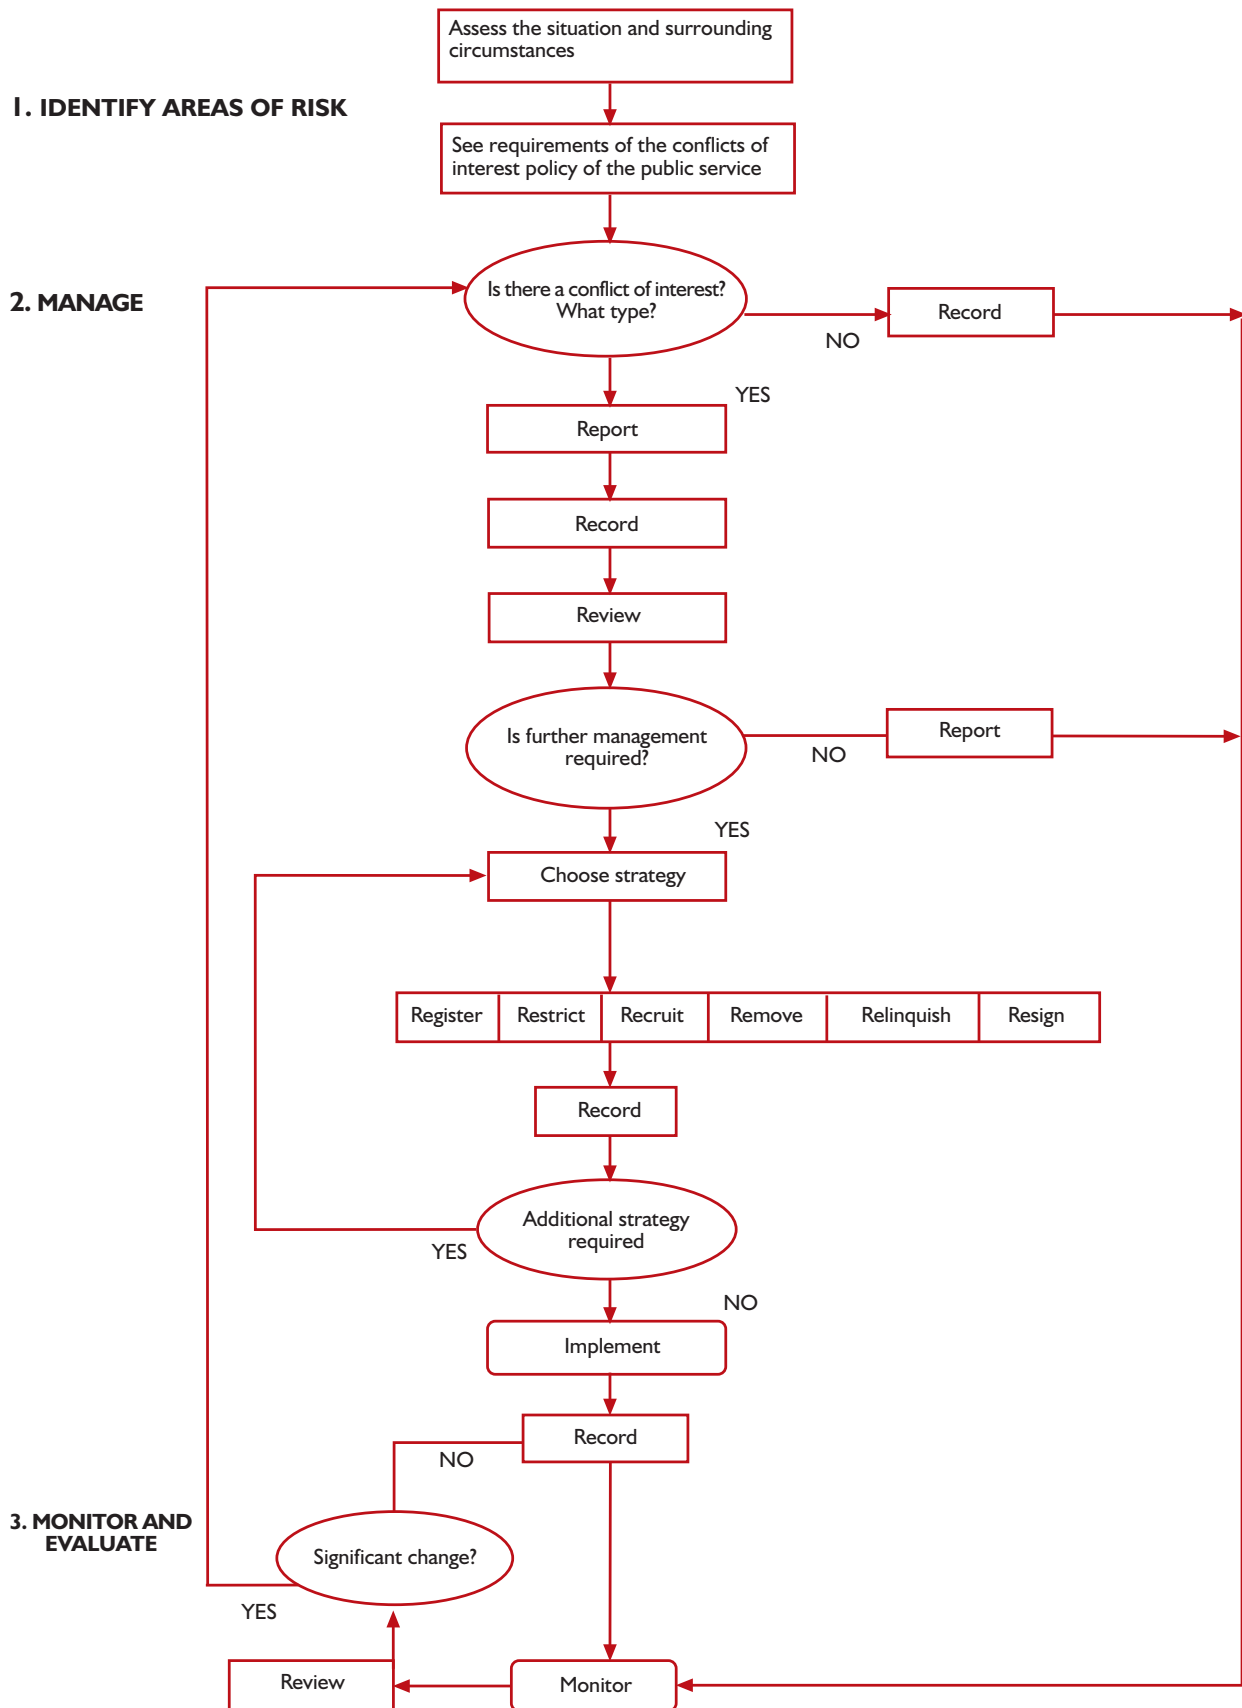 Assess the situation and surrounding
circumstances
1. IDENTIFY AREAS OF RISK
See requirements of the conflicts of
interest policy of the public service
2. MANAGE
Is there a conflict of interest?
What type?
NO
Record
YES
Report
Record
Review
Is further management
required?
NO
Report
YES
Choose strategy
Register
Restrict
Recruit
Remove
Relinquish
Resign
Record
Additional strategy
required
YES
NO
Implement
Record
NO
3. MONITOR AND
EVALUATE
Significant change?
YES
Review
Monitor